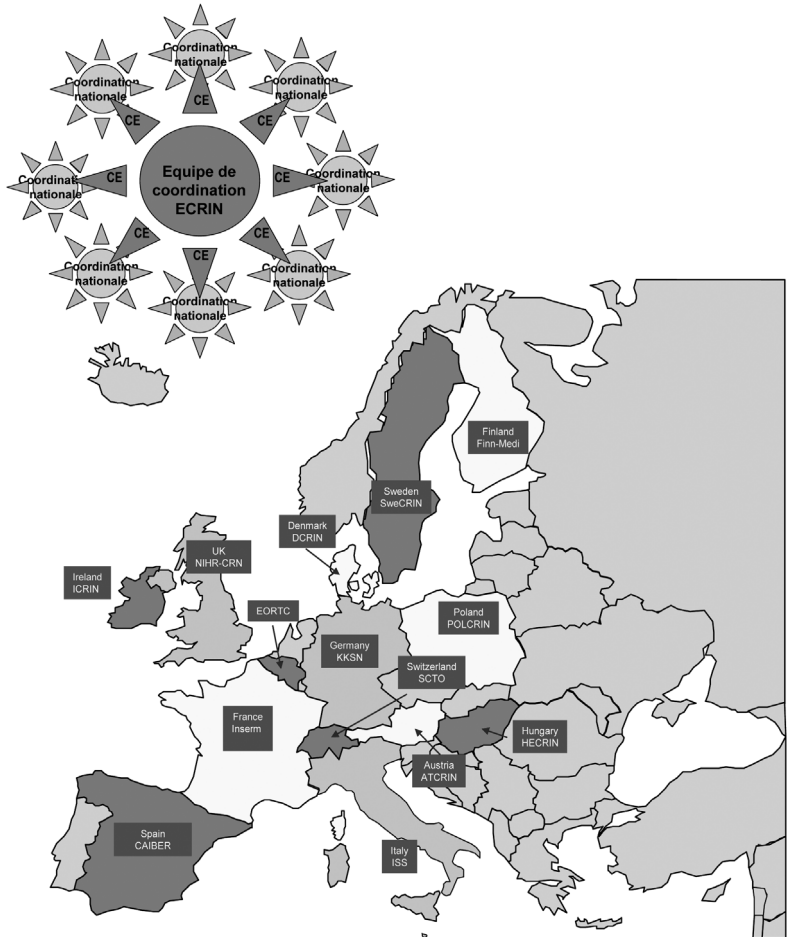 Coordination
nationale
Coordination
nationale
Coordination
nationale
CE
CE
CE
Equipe de
coordination
ECRIN
Coordinati
nationale
CE
CE
Coordination
nationale
CE
CE
CE
Coordination
nationale
Coordination
nationale
Coordination
nationale
Finland
Finn-Medi
Sweden
SweCRIN
Denmark
DCRIN
UK
NIHR-CRN
Ireland
ICRIN
EORTC
Poland
POLCRIN
Germany
KKSN
Switzerland
SCTO
France
Inserm
Hungary
HECRIN
Austria
ATCRIN
Spain
CAIBER
Italy
ISS